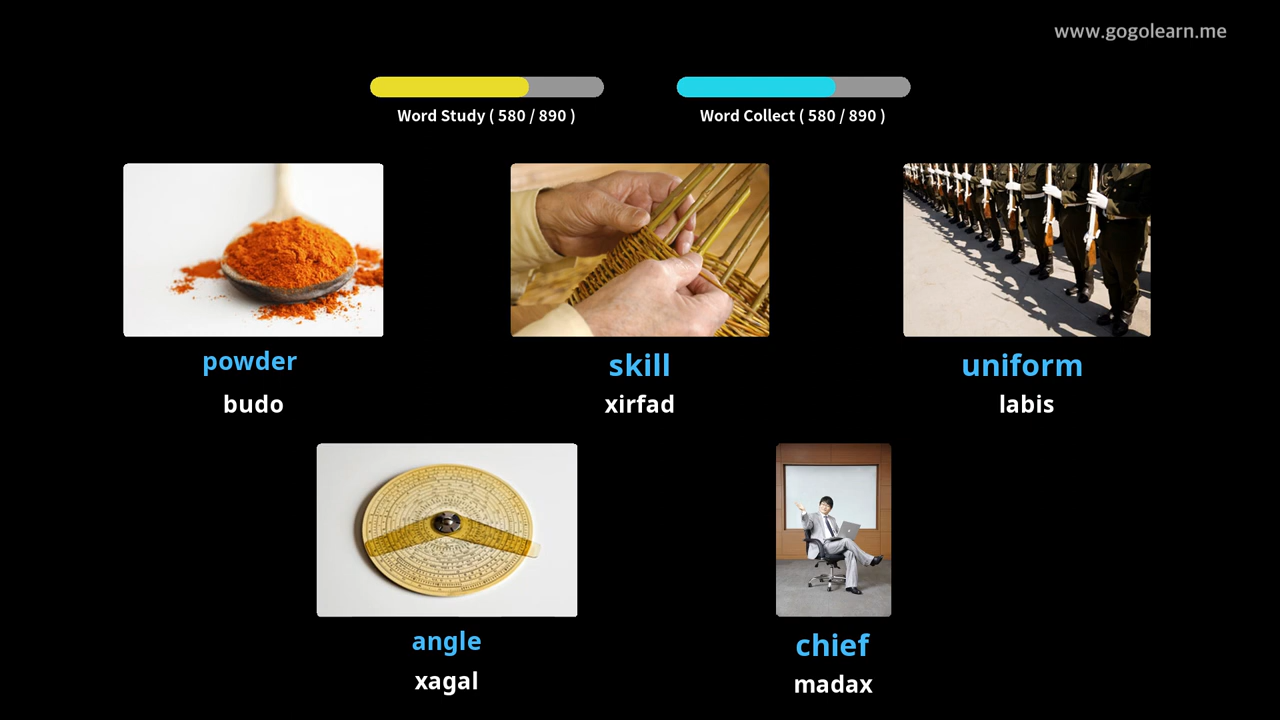 www.gogolearn.me
Word Study ( 580 / 890 )
Word Collect ( 580 / 890 )
powder
budo
skill
xirfad
uniform
labis
angle
xagal
chief
madax